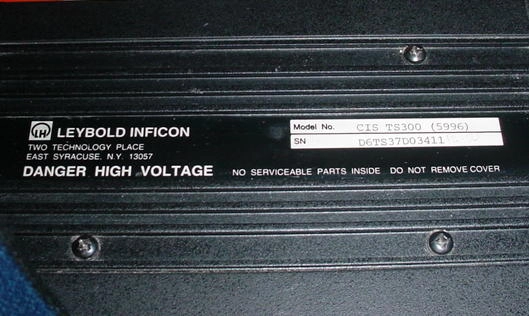 LH LEYBOLD INFICON
TWO TECHNOLOGY PLACE
EAST SYRACUSE. N.Y. 13057
DANGER HIGH VOLTAGE NO SERVICEABLE PARTS INSIDE DO NOT REMOVE COVER
Model No. CIS TS300 (5996)
SN D6TS37D03411